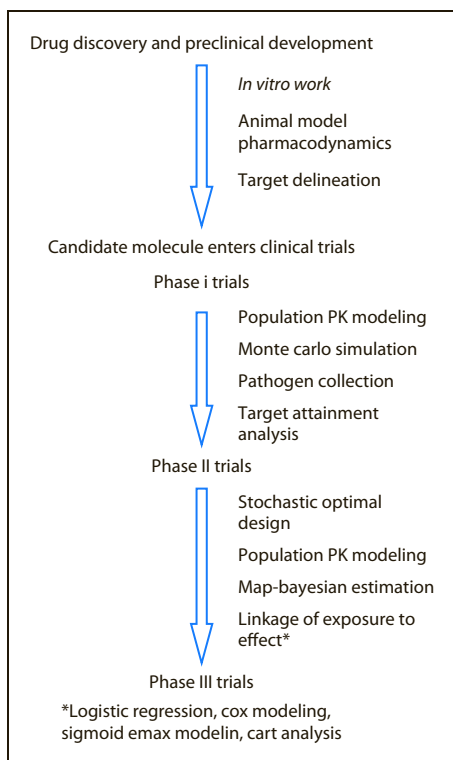 Drug discovery and preclinical development
In vitro work
Animal model
pharmacodynamics
Target delineation
Candidate molecule enters clinical trials
Phase i trials
Population PK modeling
Monte carlo simulation
Pathogen collection
Target attainment
analysis
Phase II trials
Stochastic optimal
design
Population PK modeling
Map-bayesian estimation
Linkage of exposure to
effect*
Phase III trials
*Logistic regression, cox modeling,
sigmoid emax modelin, cart analysis